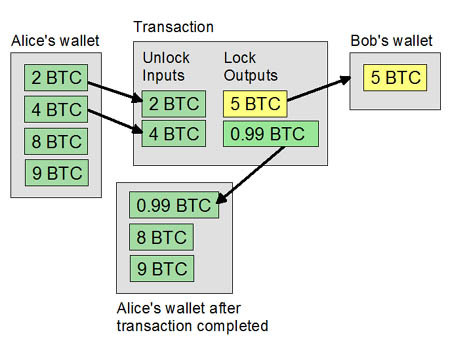 Alice's wallet
2 BTC
4 BTC
8 BTC
9 BTC
Transaction
Unlock
Inputs
2 BTC
4 BTC
Lock
Outputs
5 BTC
0.99 BTC
Bob's wallet
5 BTC
0.99 BTC
8 BTC
9 BTC
Alice's wallet after
transaction completed